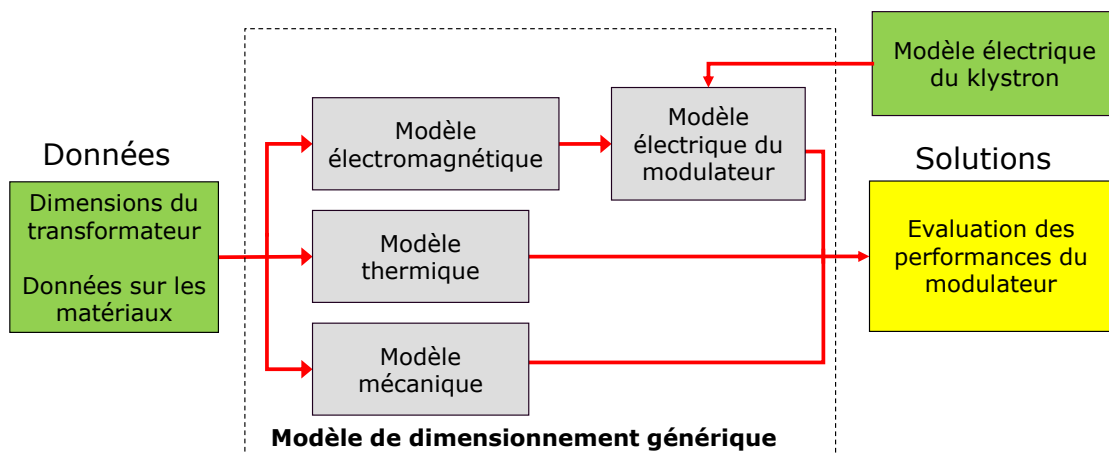 Modèle électrique
du klystron
Modèle
électromagnétique
Modèle
électrique du
modulateur
Données
Solutions
Dimensions du
transformateur
Données sur les
matériaux
Modèle
thermique
Evaluation des
performances du
modulateur
Modèle
mécanique
Modèle de dimensionnement générique